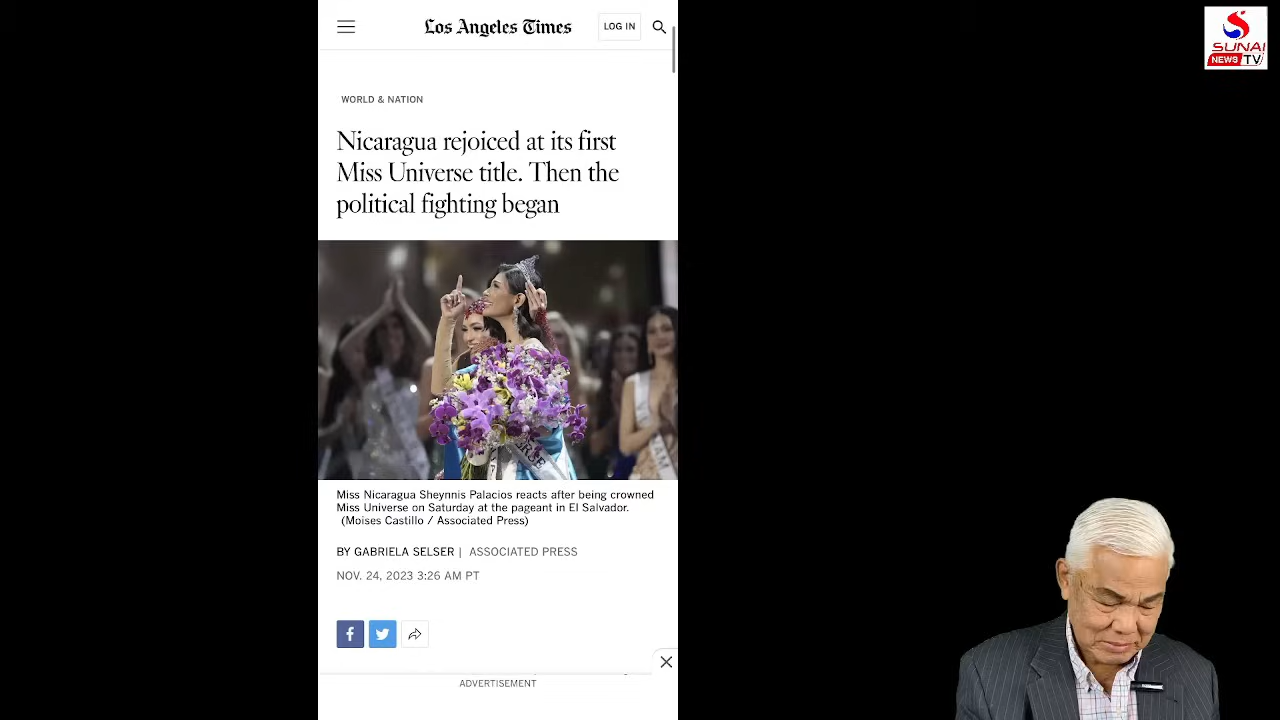 Los Angeles Times
LOG IN
SUNAI
NEWS TV
WORLD & NATION
Nicaragua rejoiced at its first
Miss Universe title. Then the
political fighting began
Miss Nicaragua Sheynnis Palacios reacts after being crowned
Miss Universe on Saturday at the pageant in El Salvador.
(Moises Castillo / Associated Press)
BY GABRIELA SELSER | ASSOCIATED PRESS
NOV. 24, 2023 3:26 AM PT
ADVERTISEMENT